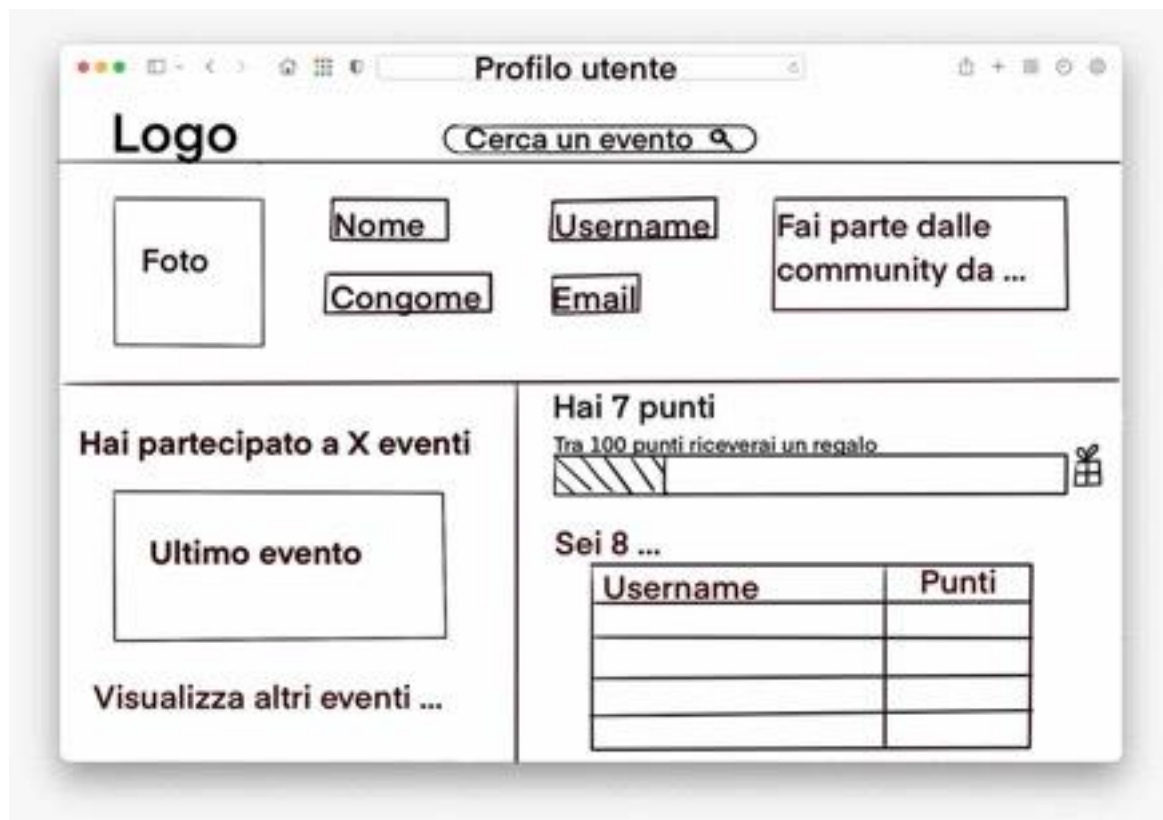 Profilo utente
Logo
Cerca un evento
Foto
Nome
Username
Fai parte dalle
community da ...
Congome
Email
Hai partecipato a X eventi
Ultimo evento
Visualizza altri eventi ...
Hai 7 punti
Tra 100 punti riceverai un regalo
Sei 8 ...
Username Punti